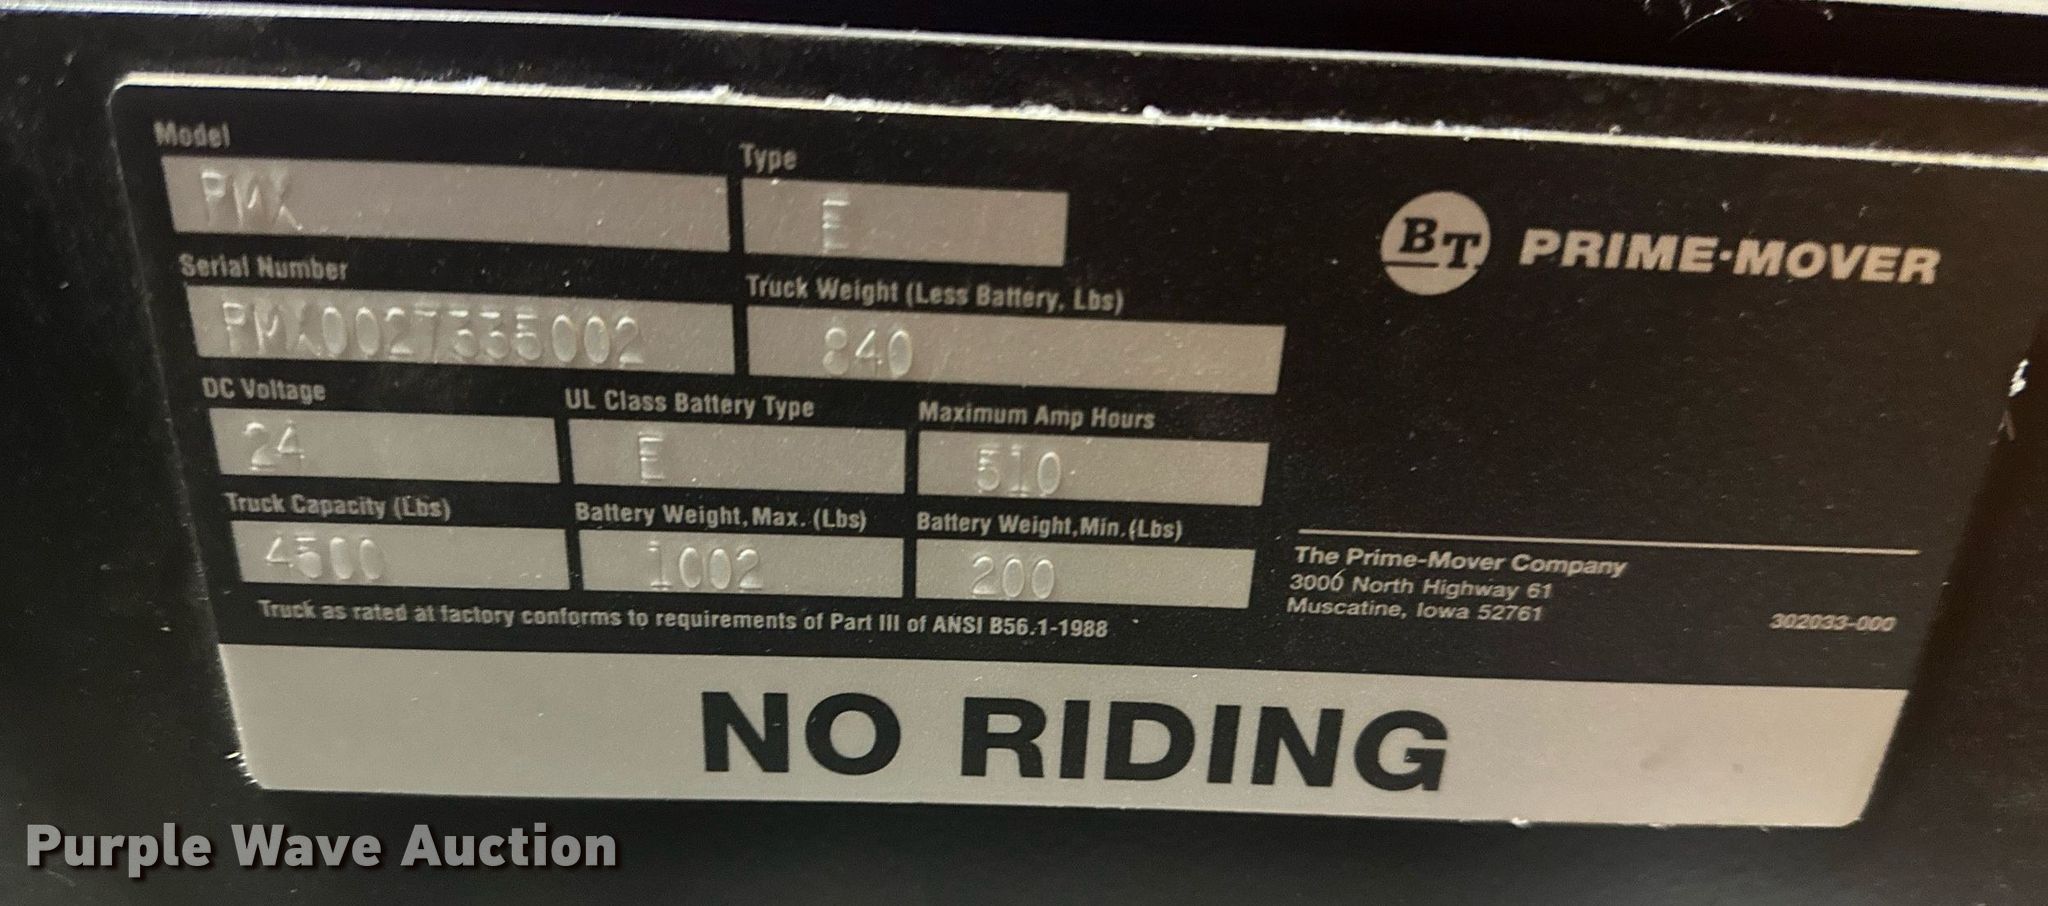 Model
Type
PMX
E
BT PRIME-MOVER
Serial Number
Truck Weight (Less Battery, Lbs)
PMX0027335002
840
DC Voltage
UL Class Battery Type
Maximum Amp Hours
24
E
510
Truck Capacity (Lbs)
Battery Weight, Max. (Lbs)
Battery Weight, Min. (Lbs)
4500
1002
200
Truck as rated at factory conforms to requirements of Part III of ANSI B56.1-1988
The Prime-Mover Company
3000 North Highway 61
Muscatine, Iowa 52761
302033-000
NO RIDING
Purple Wave Auction